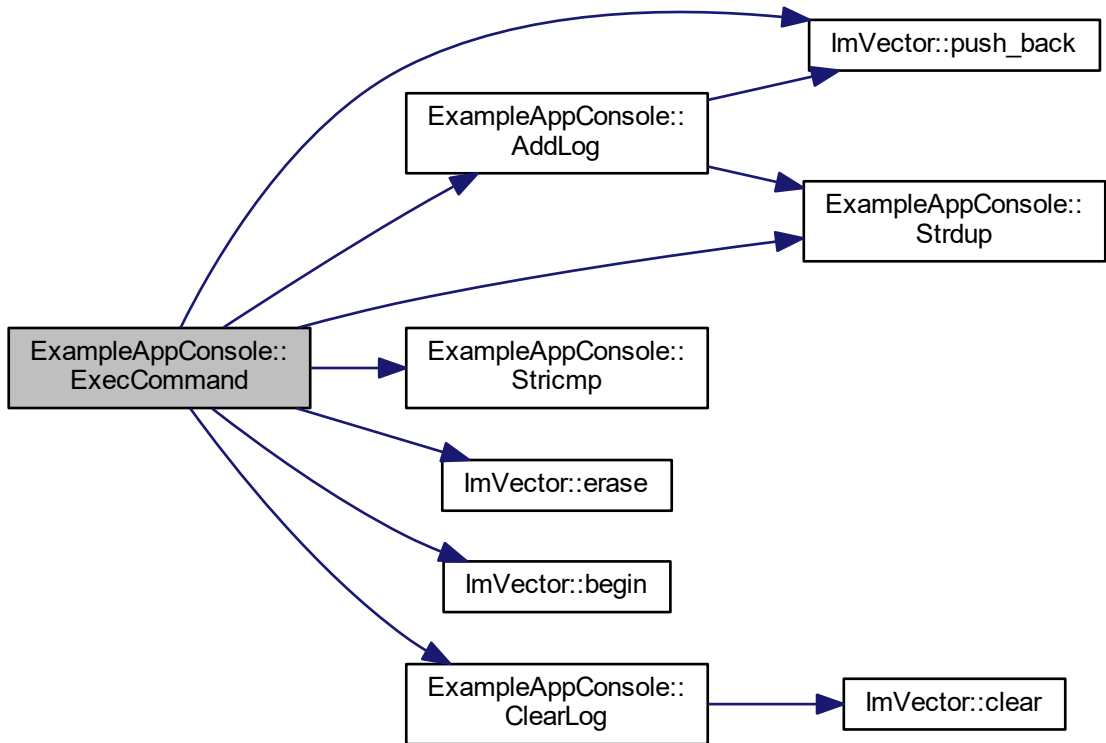 ImVector::push_back
ExampleAppConsole::
AddLog
ExampleAppConsole::
Strdup
ExampleAppConsole::
ExecCommand
ExampleAppConsole::
Stricmp
ImVector::erase
ImVector::begin
ExampleAppConsole::
ClearLog
ImVector::clear